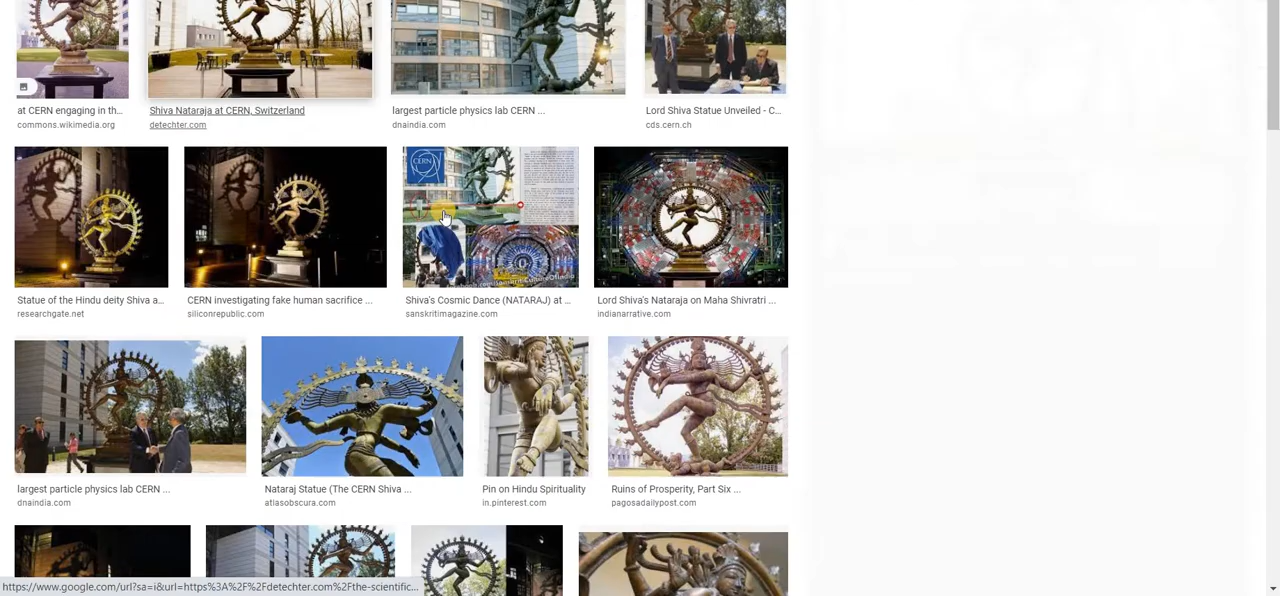 at CERN engaging in th...
commons.wikimedia.org
Shiva Nataraja at CERN, Switzerland
detechter.com
largest particle physics lab CERN ...
dnaindia.com
Lord Shiva Statue Unveiled - C...
cds.cern.ch
CERN
Statue of the Hindu deity Shiva a...
researchgate.net
CERN investigating fake human sacrifice ...
siliconrepublic.com
Shiva's Cosmic Dance (NATARAJ) at ...
sanskritimagazine.com
Lord Shiva's Nataraja on Maha Shivratri ...
indianarrative.com
largest particle physics lab CERN ...
dnaindia.com
Nataraj Statue (The CERN Shiva ...
atlasobscura.com
Pin on Hindu Spirituality
in.pinterest.com
Ruins of Prosperity, Part Six ...
pagosadailypost.com
https://www.google.com/url?sa=i&url=https%3A%2F%2Fdetechter.com%2Fthe-scientific...